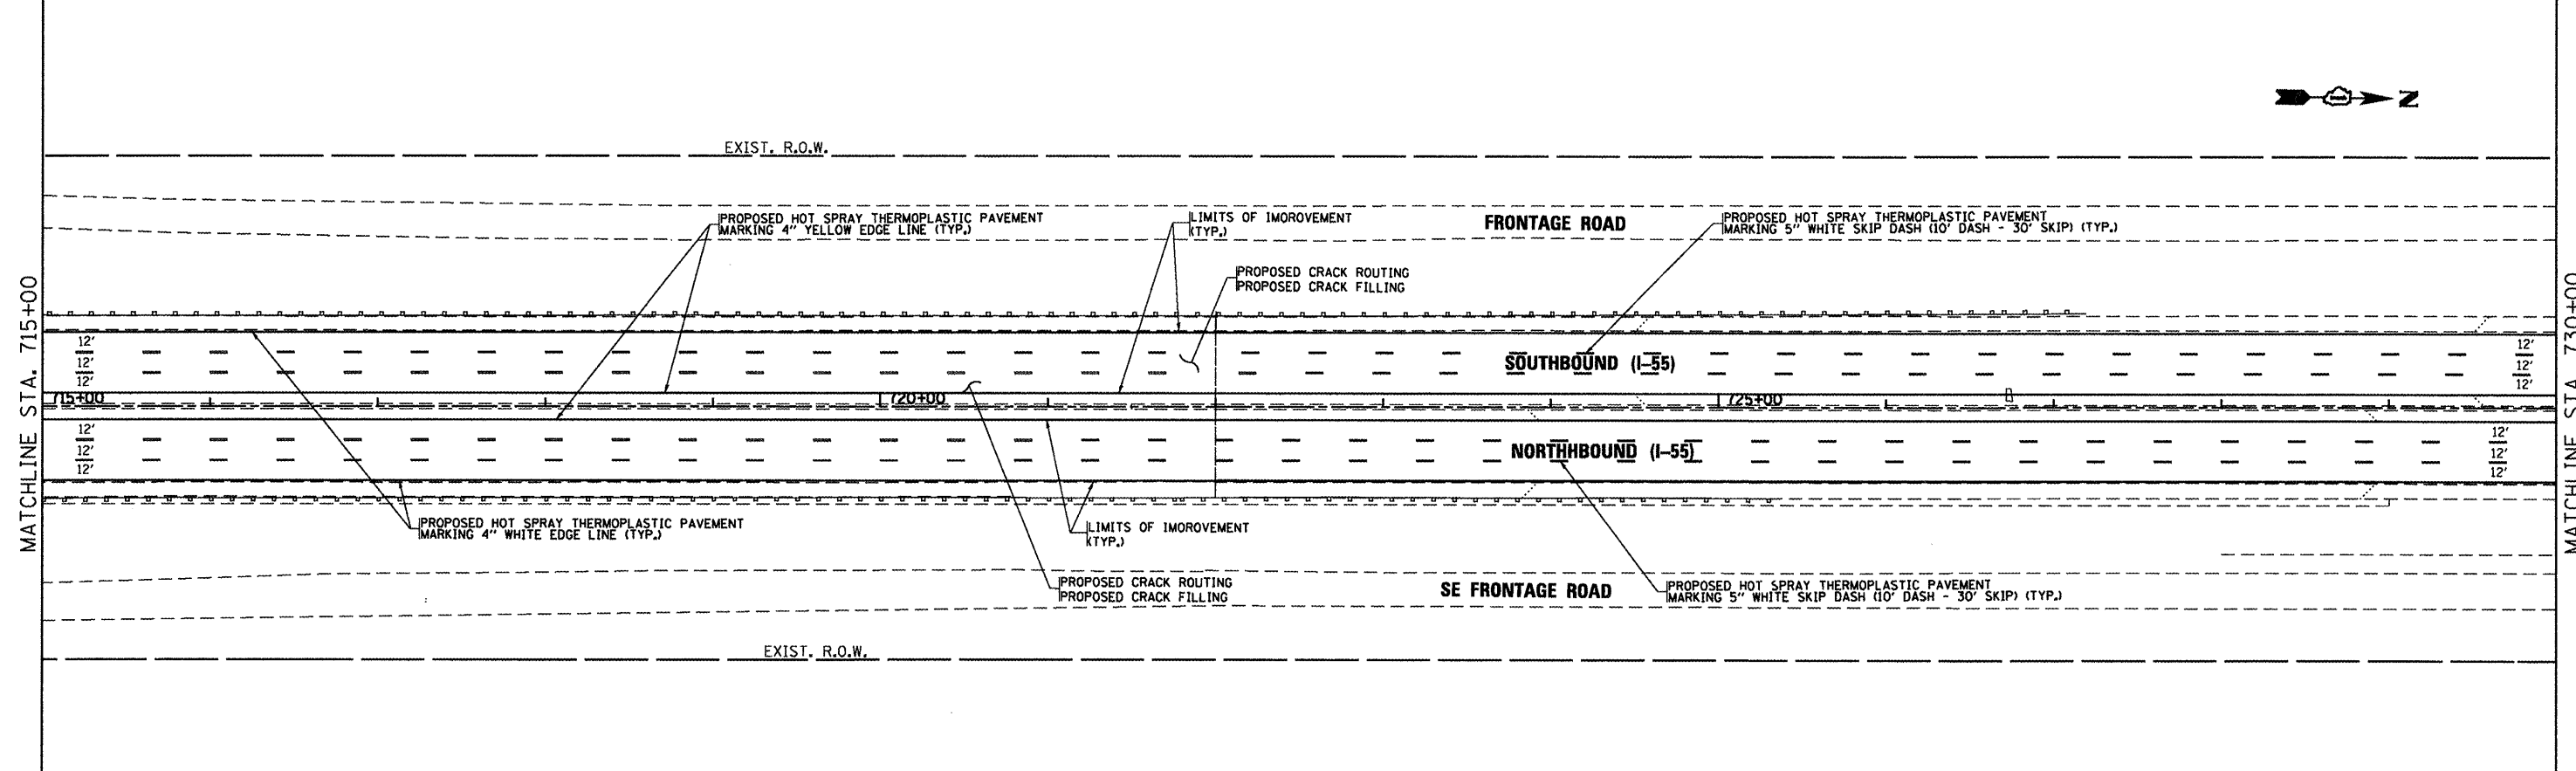 N
EXIST. R.O.W.
PROPOSED HOT SPRAY THERMOPLASTIC PAVEMENT
MARKING 4" YELLOW EDGE LINE (TYP.)
LIMITS OF IMOROVEMENT
(TYP.)
FRONTAGE ROAD
PROPOSED HOT SPRAY THERMOPLASTIC PAVEMENT
MARKING 5" WHITE SKIP DASH (10' DASH - 30' SKIP) (TYP.)
PROPOSED CRACK ROUTING
PROPOSED CRACK FILLING
MATCHLINE STA. 715+00
MATCHLINE STA. 730+00
12'
12'
12'
SOUTHBOUND (I-55)
12'
12'
12'
715+00
720+00
725+00
12'
12'
12'
NORTHHBOUND (I-55)
12'
12'
12'
PROPOSED HOT SPRAY THERMOPLASTIC PAVEMENT
MARKING 4" WHITE EDGE LINE (TYP.)
LIMITS OF IMOROVEMENT
(TYP.)
PROPOSED CRACK ROUTING
PROPOSED CRACK FILLING
SE FRONTAGE ROAD
PROPOSED HOT SPRAY THERMOPLASTIC PAVEMENT
MARKING 5" WHITE SKIP DASH (10' DASH - 30' SKIP) (TYP.)
EXIST. R.O.W.